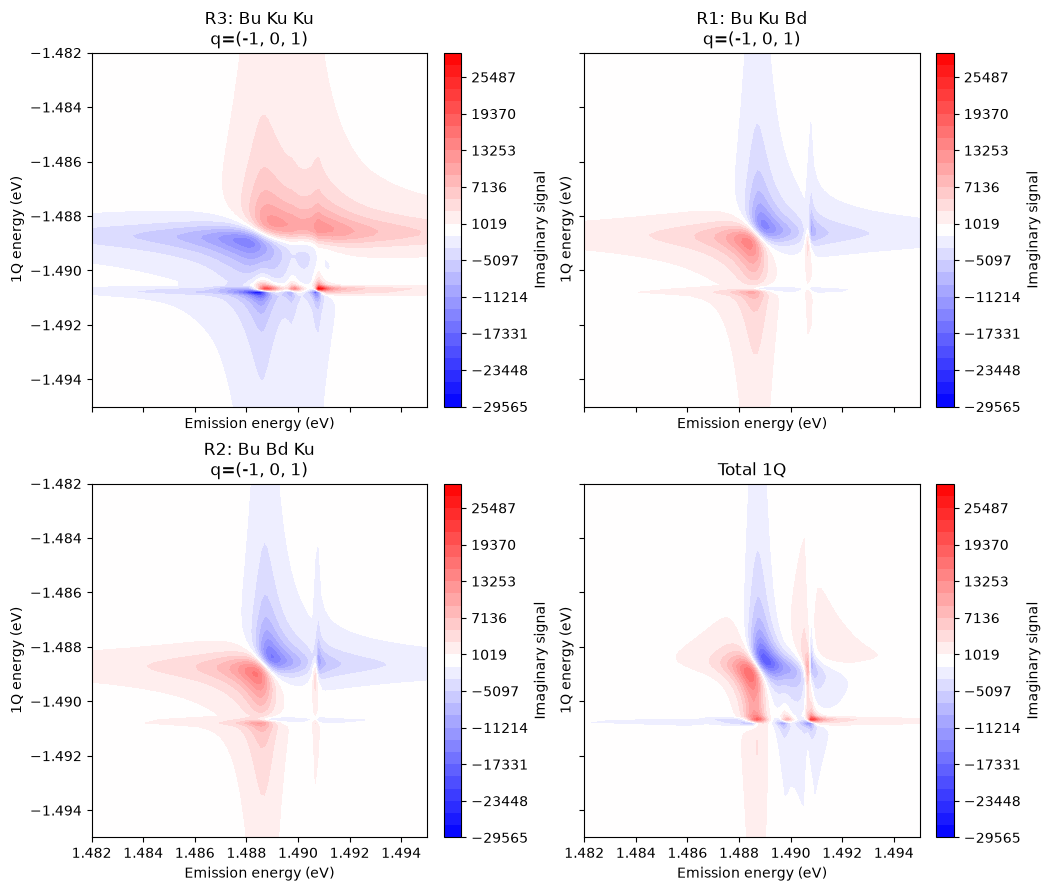 R3: Bu Ku Ku
q=(-1, 0, 1)
R1: Bu Ku Bd
q=(-1, 0, 1)
−1.482
−1.484
−1.486
−1.488
−1.490
−1.492
−1.494
1Q energy (eV)
Emission energy (eV)
25487
19370
13253
7136
1019
−5097
−11214
−17331
−23448
−29565
Imaginary signal
1Q energy (eV)
Emission energy (eV)
25487
19370
13253
7136
1019
−5097
−11214
−17331
−23448
−29565
Imaginary signal
R2: Bu Bd Ku
q=(-1, 0, 1)
Total 1Q
−1.482
−1.484
−1.486
−1.488
−1.490
−1.492
−1.494
1Q energy (eV)
1.482 1.484 1.486 1.488 1.490 1.492 1.494
Emission energy (eV)
25487
19370
13253
7136
1019
−5097
−11214
−17331
−23448
−29565
Imaginary signal
1Q energy (eV)
1.482 1.484 1.486 1.488 1.490 1.492 1.494
Emission energy (eV)
25487
19370
13253
7136
1019
−5097
−11214
−17331
−23448
−29565
Imaginary signal